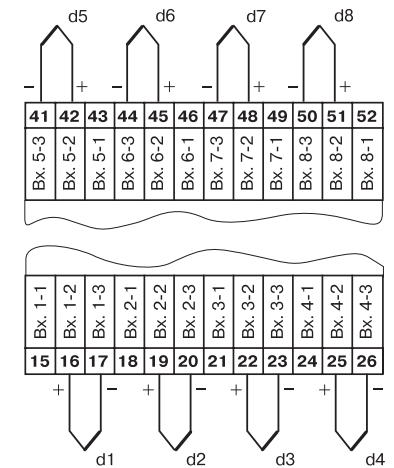 d5 d6 d7 d8
− + − + − + − +
41 42 43 44 45 46 47 48 49 50 51 52
Вх. 5-3 Вх. 5-2 Вх. 5-1 Вх. 6-3 Вх. 6-2 Вх. 6-1 Вх. 7-3 Вх. 7-2 Вх. 7-1 Вх. 8-3 Вх. 8-2 Вх. 8-1
Вх. 1-1 Вх. 1-2 Вх. 1-3 Вх. 2-1 Вх. 2-2 Вх. 2-3 Вх. 3-1 Вх. 3-2 Вх. 3-3 Вх. 4-1 Вх. 4-2 Вх. 4-3
15 16 17 18 19 20 21 22 23 24 25 26
+ − + − + − + −
d1 d2 d3 d4